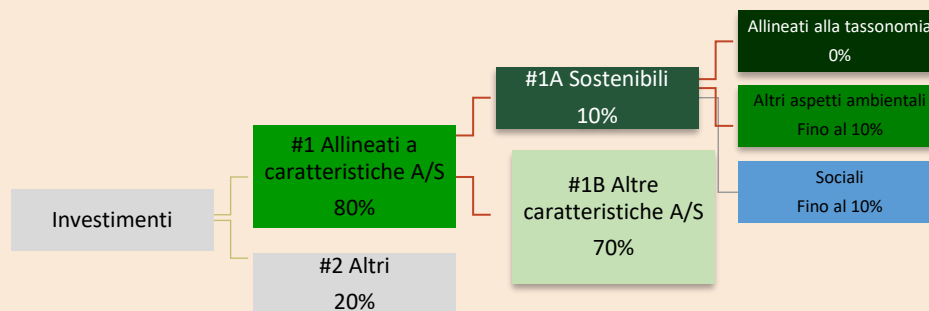 Investimenti
#1 Allineati a
caratteristiche A/S
80%
#2 Altri
20%
#1A Sostenibili
10%
#1B Altre
caratteristiche A/S
70%
Allineati alla tassonomia
0%
Altri aspetti ambientali
Fino al 10%
Sociali
Fino al 10%